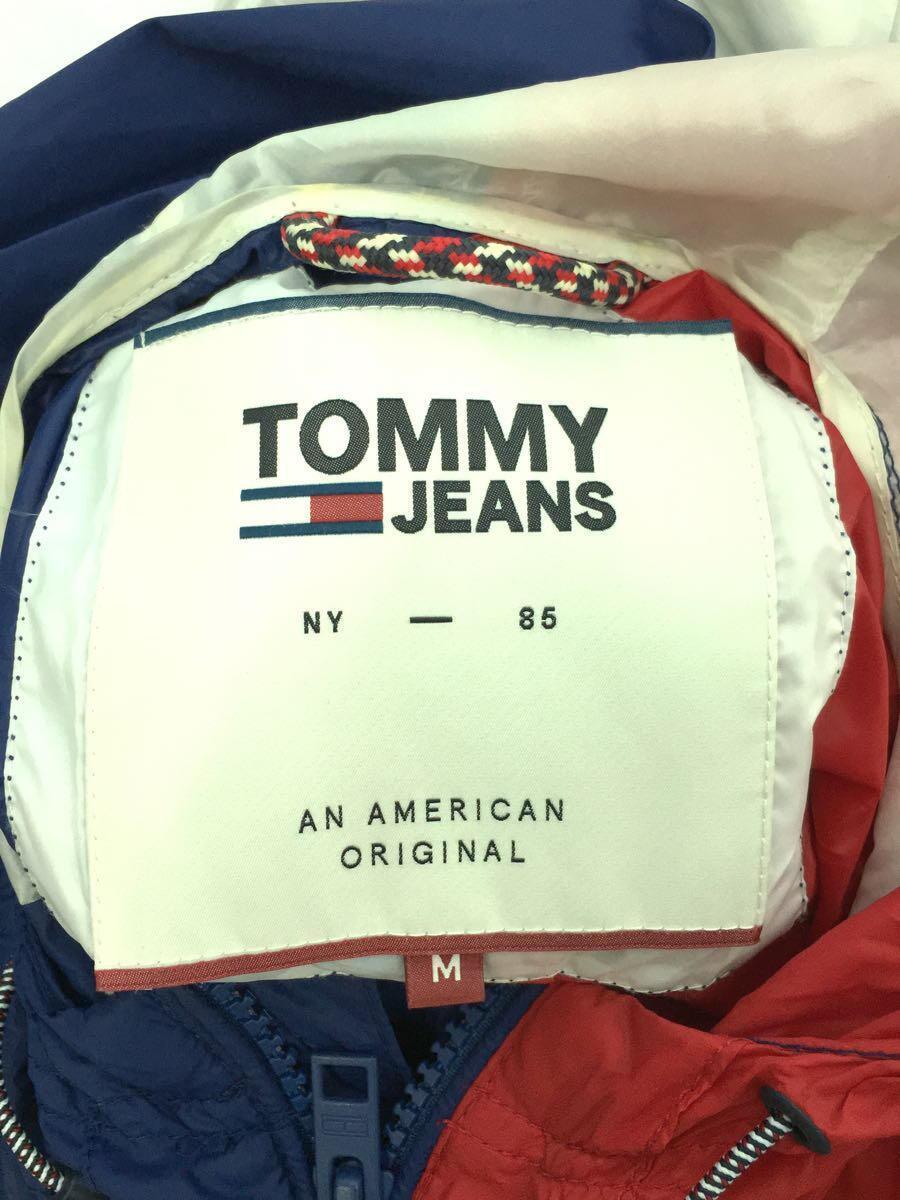 TOMMY
JEANS
NY — 85
AN AMERICAN
ORIGINAL
M